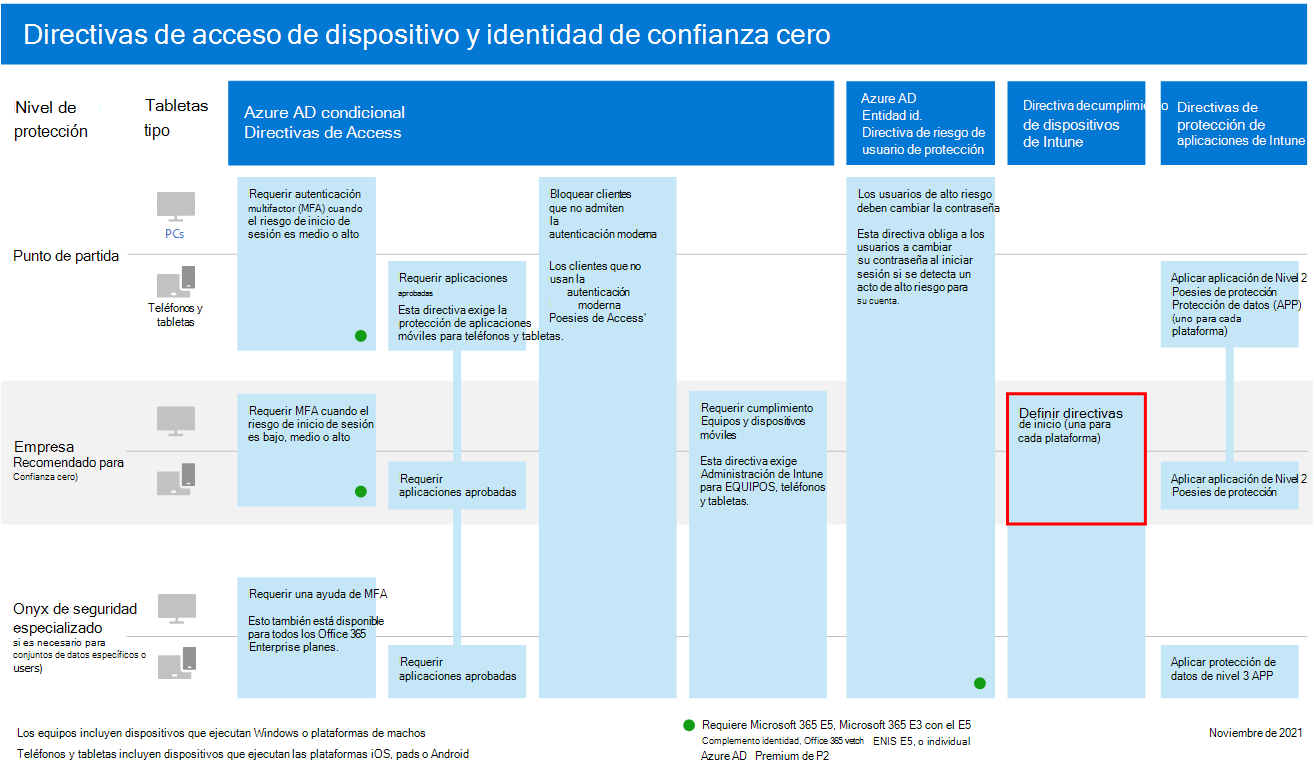 Directivas de acceso de dispositivo y identidad de confianza cero
Nivel de
protección
Tabletas
tipo
Azure AD condicional
Directivas de Access
Azure AD
Entidad id.
Directiva de riesgo de
usuario de protección
Directiva de cumplimiento
de dispositivos
de Intune
Directivas de
protección de
aplicaciones de Intune
Punto de partida
PCs
Teléfonos y
tabletas
Requerir autenticación
multifactor (MFA) cuando
el riesgo de inicio de
sesión es medio o alto
Requerir aplicaciones
aprobadas
Esta directiva exige la
protección de aplicaciones
móviles para teléfonos y tabletas.
Bloquear clientes
que no admiten
la
autenticación moderna
Los clientes que no
usan la
autenticación
moderna
Poesies de Access'
Los usuarios de alto riesgo
deben cambiar la contraseña
Esta directiva obliga a los
usuarios a cambiar
su contraseña al iniciar
sesión si se detecta un
acto de alto riesgo para
su cuenta.
Aplicar aplicación de Nivel 2
Poesies de protección
Protección de datos (APP)
(uno para cada
plataforma)
Empresa
Recomendado para
Confianza cero)
Requerir MFA cuando el
riesgo de inicio de sesión
es bajo, medio o alto
Requerir
aplicaciones aprobadas
Requerir cumplimiento
Equipos y dispositivos
móviles
Esta directiva exige
Administración de Intune
para EQUIPOS, teléfonos
y tabletas.
Definir directivas
de inicio (una para
cada plataforma)
Aplicar aplicación de Nivel 2
Poesies de protección
Onyx de seguridad
especializado
si es necesario para
conjuntos de datos específicos o
users)
Requerir una ayuda de MFA
Esto también está disponible
para todos los Office 365
Enterprise planes.
Requerir
aplicaciones aprobadas
Aplicar protección de
datos de nivel 3 APP
Los equipos incluyen dispositivos que ejecutan Windows o plataformas de machos
Teléfonos y tabletas incluyen dispositivos que ejecutan las plataformas iOS, pads o Android
Requiere Microsoft 365 E5, Microsoft 365 E3 con el E5
Complemento identidad, Office 365 vetch ENIS E5, o individual
Azure AD Premium de P2
Noviembre de 2021